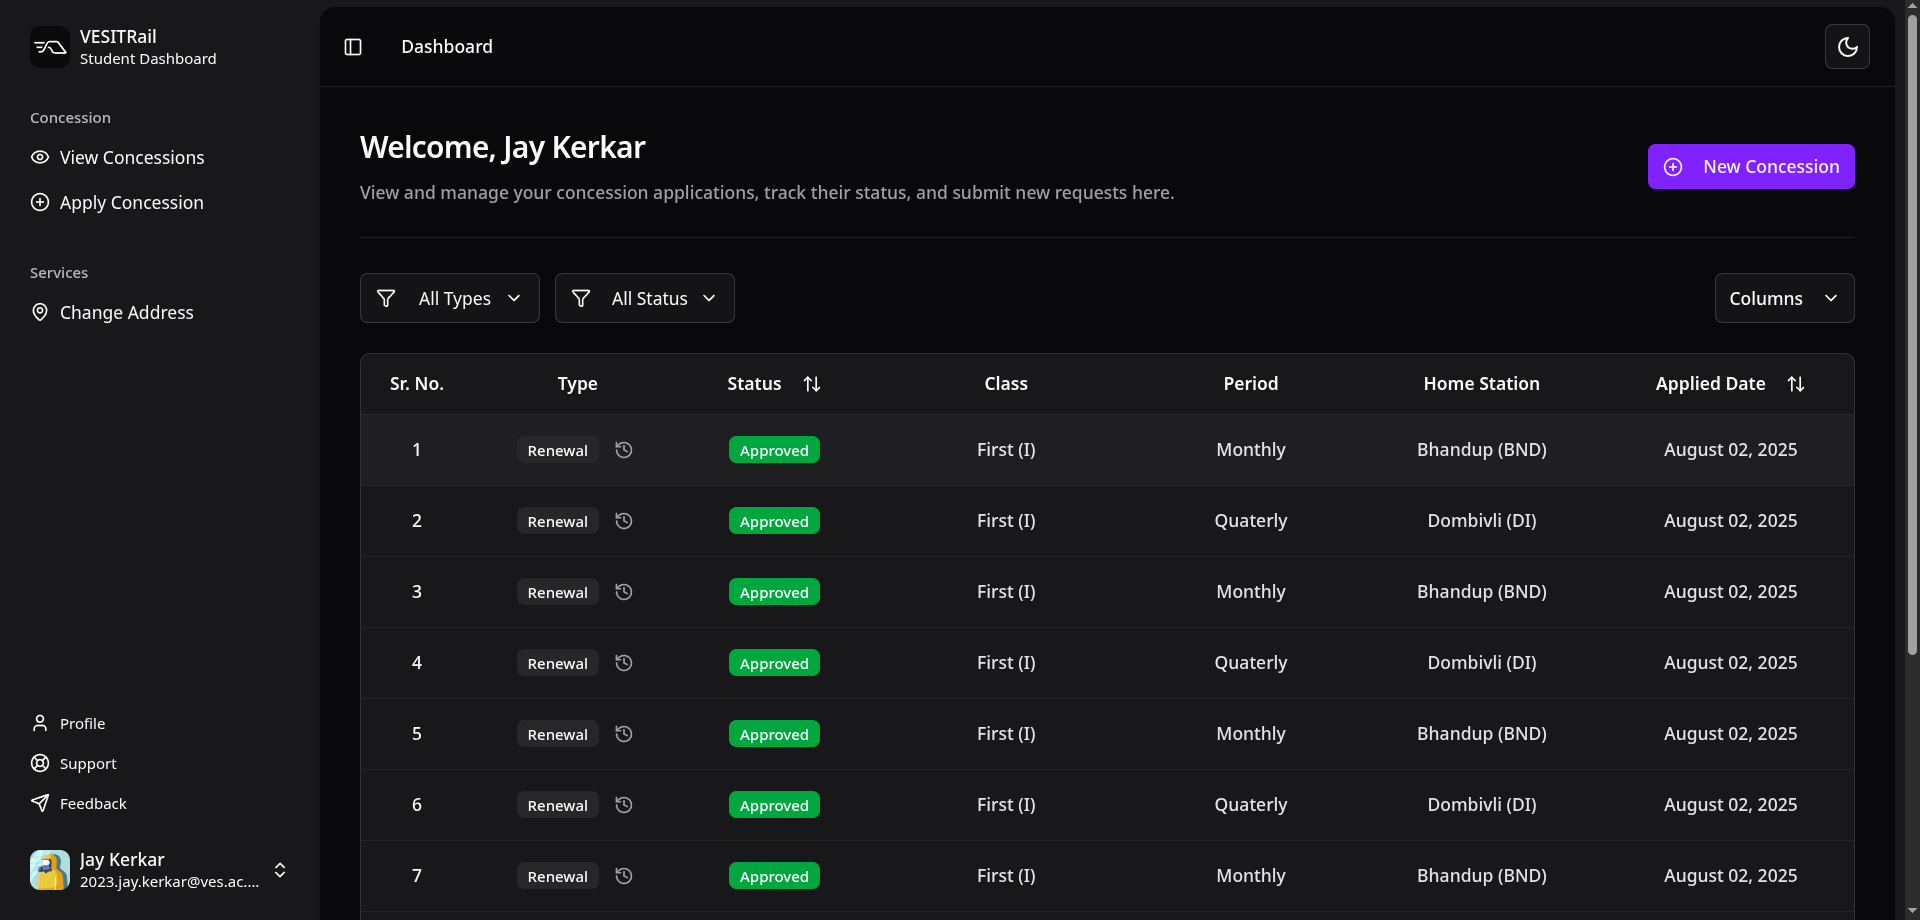 VESITRail
Student Dashboard
Concession
View Concessions
Apply Concession
Services
Change Address
Profile
Support
Feedback
Jay Kerkar
2023.jay.kerkar@ves.ac....
Dashboard
Welcome, Jay Kerkar
View and manage your concession applications, track their status, and submit new requests here.
New Concession
All Types
All Status
Columns
Sr. No. Type Status Class Period Home Station Applied Date
1 Renewal Approved First (I) Monthly Bhandup (BND) August 02, 2025
2 Renewal Approved First (I) Quaterly Dombivli (DI) August 02, 2025
3 Renewal Approved First (I) Monthly Bhandup (BND) August 02, 2025
4 Renewal Approved First (I) Quaterly Dombivli (DI) August 02, 2025
5 Renewal Approved First (I) Monthly Bhandup (BND) August 02, 2025
6 Renewal Approved First (I) Quaterly Dombivli (DI) August 02, 2025
7 Renewal Approved First (I) Monthly Bhandup (BND) August 02, 2025